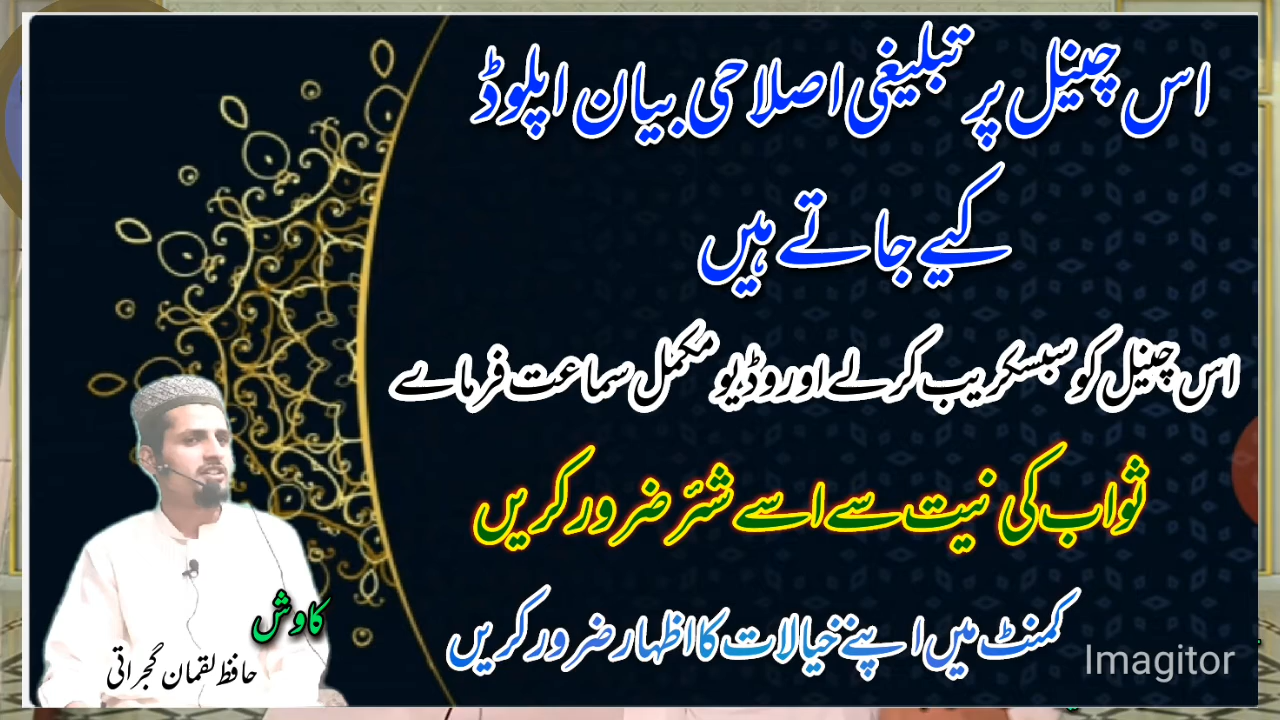 اس چینل پر تبلیغی اصلاحی بیان اپلوڈ
کیے جاتے ہیں
اس چینل کو سبسکریب کرلے اور وڈیو مکمل سماعت فرماے
ثواب کی نیت سے اسے شئر ضرور کریں
کمنٹ میں اپنے خیالات کا اظہار ضرور کریں
کاوش
حافظ لقمان گجراتی
Imagitor